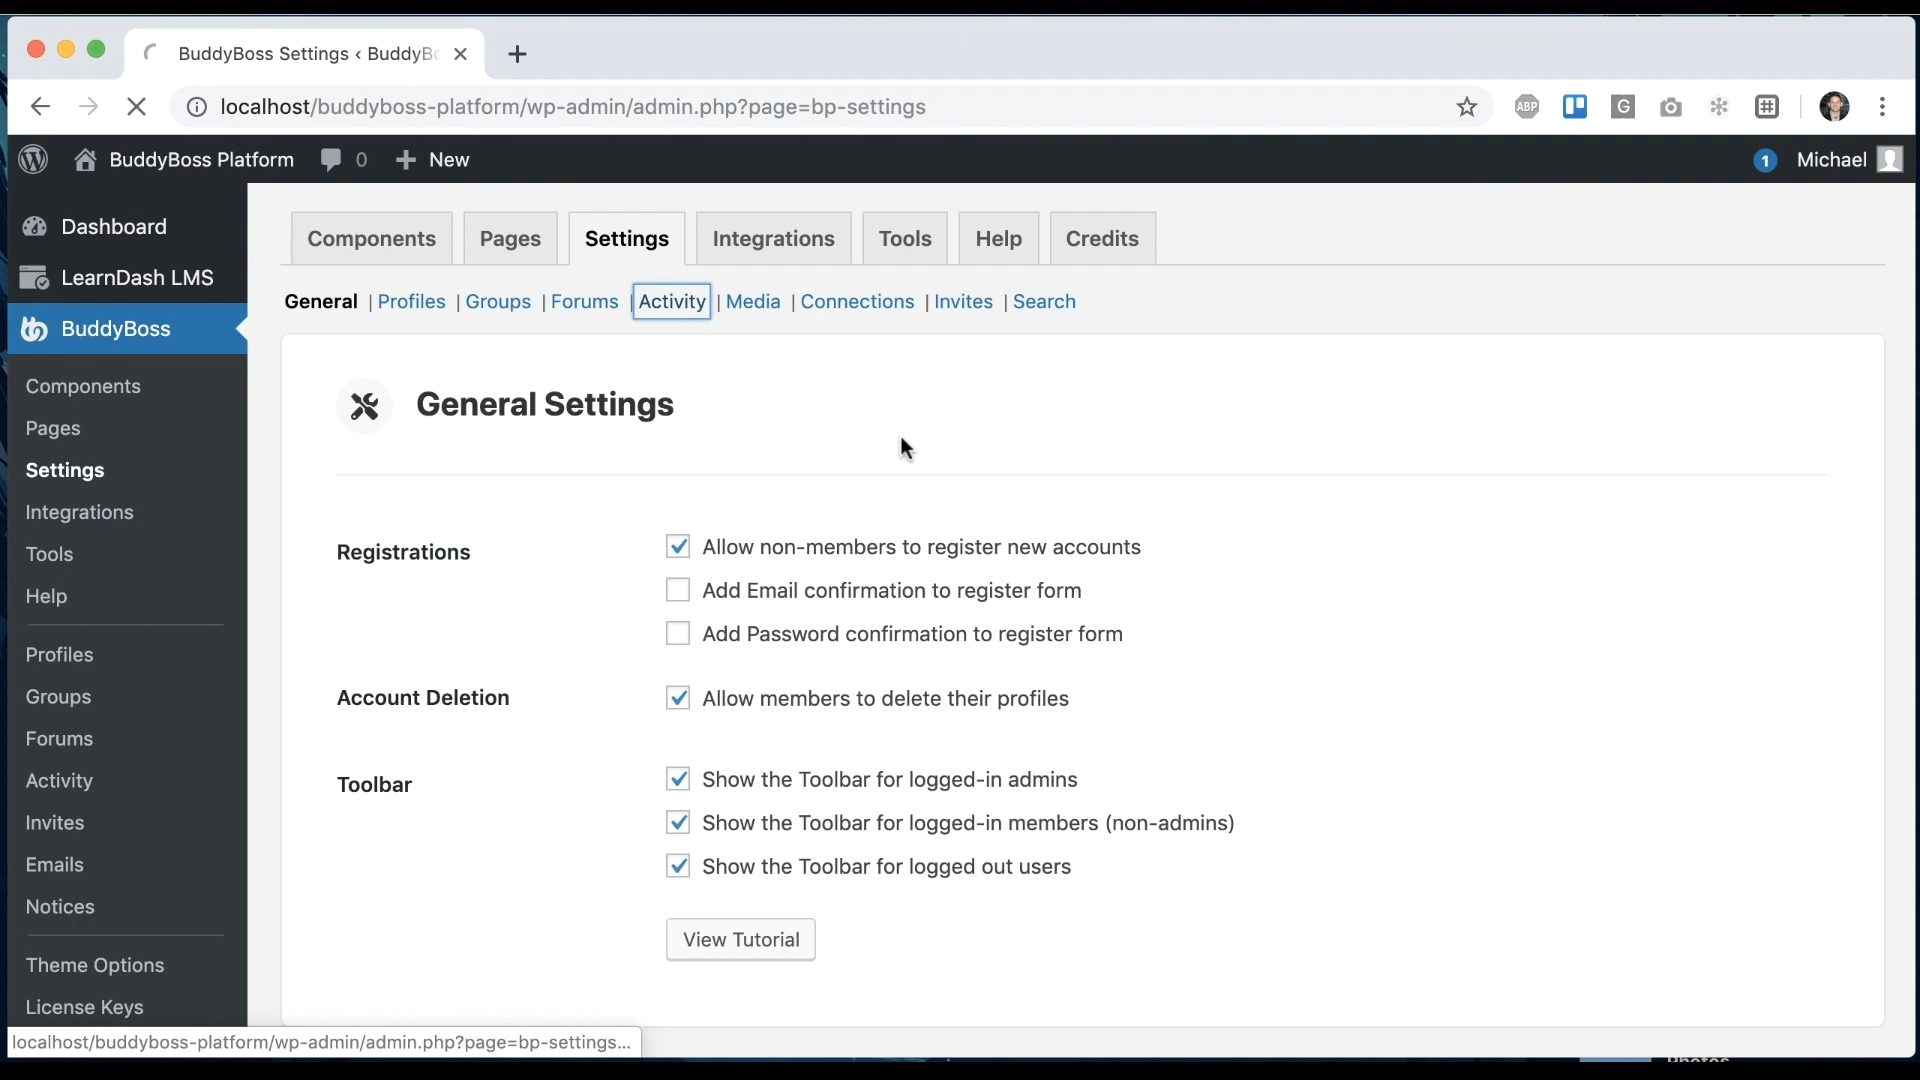 BuddyBoss Settings ‹ BuddyBo
localhost/buddyboss-platform/wp-admin/admin.php?page=bp-settings
ABP
G
BuddyBoss Platform 0 New
1 Michael
Dashboard
LearnDash LMS
BuddyBoss
Components
Pages
Settings
Integrations
Tools
Help
Profiles
Groups
Forums
Activity
Invites
Emails
Notices
Theme Options
License Keys
Components Pages Settings Integrations Tools Help Credits
General | Profiles | Groups | Forums | Activity | Media | Connections | Invites | Search
General Settings
Registrations
Allow non-members to register new accounts
Add Email confirmation to register form
Add Password confirmation to register form
Account Deletion
Allow members to delete their profiles
Toolbar
Show the Toolbar for logged-in admins
Show the Toolbar for logged-in members (non-admins)
Show the Toolbar for logged out users
View Tutorial
localhost/buddyboss-platform/wp-admin/admin.php?page=bp-settings...
Photos